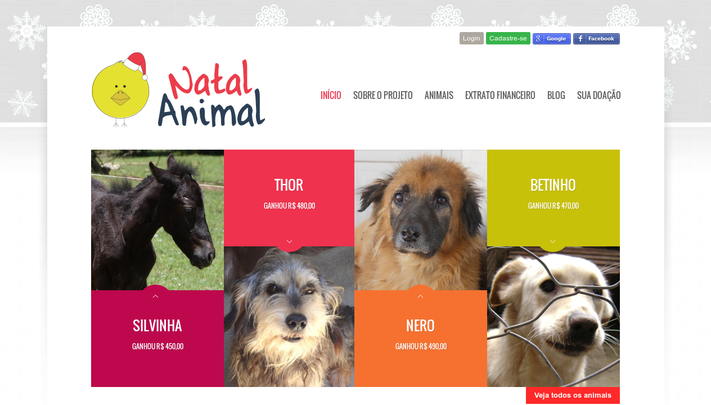 Login
Cadastre-se
Google
Facebook
Natal
Animal
INÍCIO
SOBRE O PROJETO
ANIMAIS
EXTRATO FINANCEIRO
BLOG
SUA DOAÇÃO
THOR
GANHOU R$ 480,00
BETINHO
GANHOU R$ 470,00
SILVINHA
GANHOU R$ 450,00
NERO
GANHOU R$ 490,00
Veja todos os animais